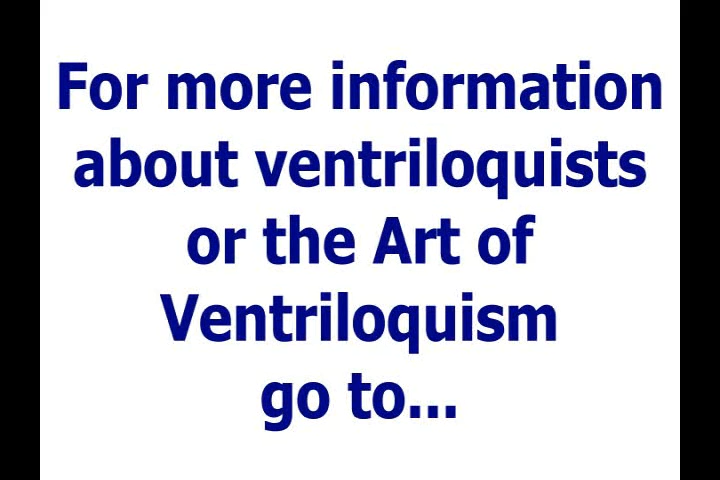 For more information
about ventriloquists
or the Art of
Ventriloquism
go to...